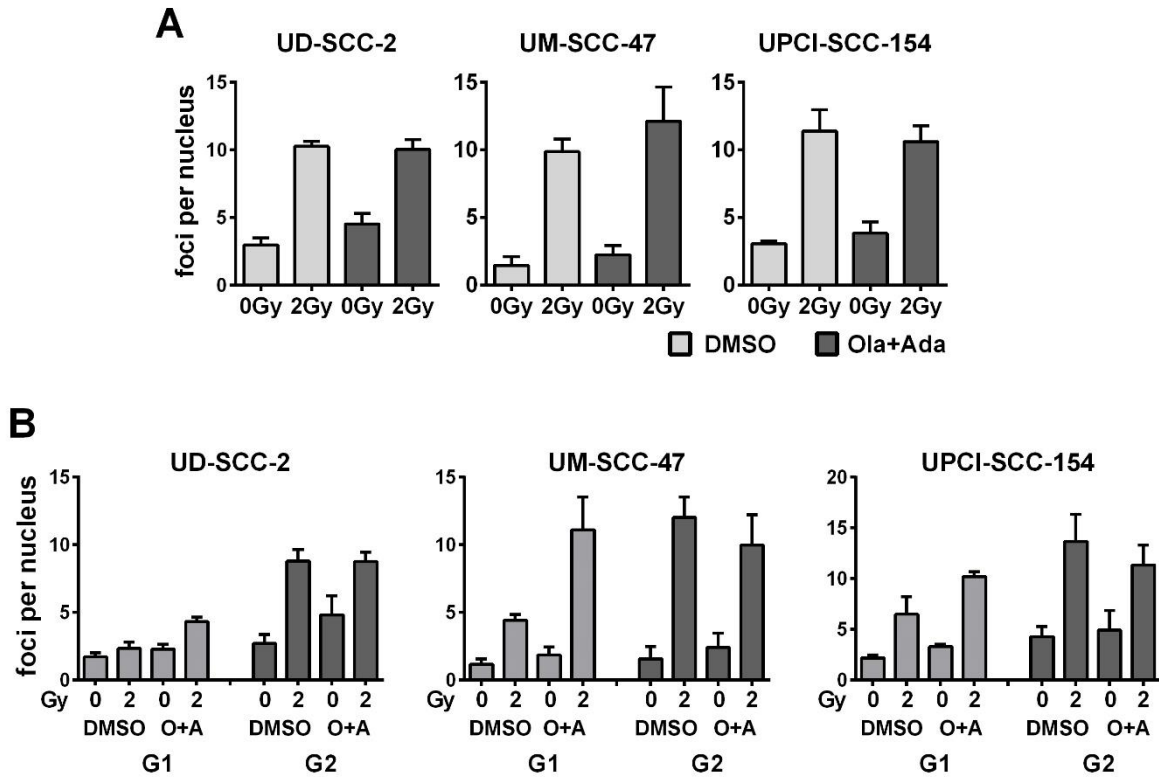 A
UD-SCC-2 UM-SCC-47 UPCI-SCC-154
foci per nucleus
15 15 15
10 10 10
5 5 5
0 0 0
0Gy 2Gy 0Gy 2Gy 0Gy 2Gy 0Gy 2Gy 0Gy 2Gy 0Gy 2Gy
DMSO Ola+Ada
B
UD-SCC-2 UM-SCC-47 UPCI-SCC-154
foci per nucleus
15 15 20
10 10 15
5 5 10
0 0 5
0
Gy 0 2 0 2 0 2 0 2 Gy 0 2 0 2 0 2 0 2 Gy 0 2 0 2 0 2 0 2
DMSO O+A DMSO O+A DMSO O+A DMSO O+A DMSO O+A DMSO O+A
G1 G2 G1 G2 G1 G2